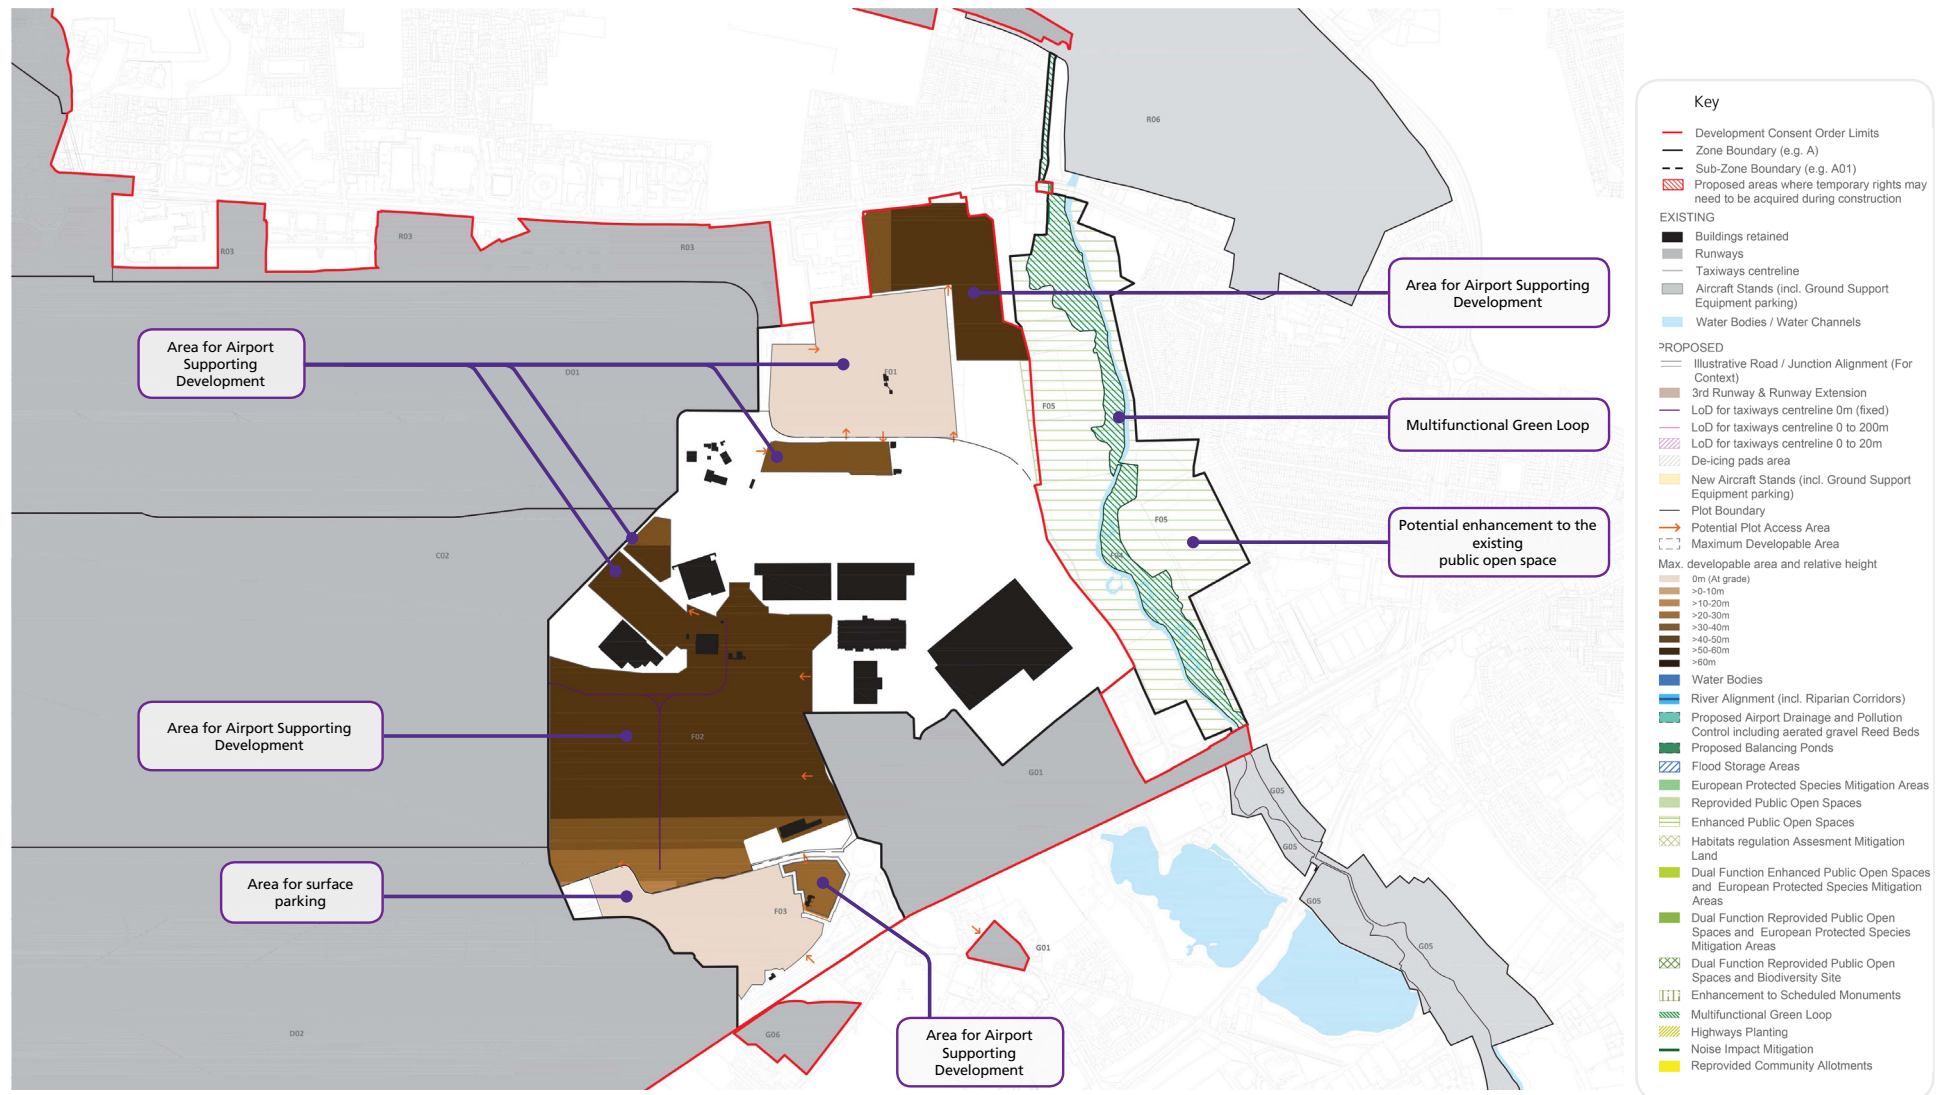 R06
R03
R03
R03
Area for Airport Supporting
Development
Area for Airport
Supporting
Development
D01
F01
F05
Multifunctional Green Loop
Potential enhancement to the
existing
public open space
F05
C02
Area for Airport Supporting
Development
F02
G01
G05
G05
Area for surface
parking
F03
G05
G01
G05
D02
G06
Area for Airport
Supporting
Development
Key
Development Consent Order Limits
Zone Boundary (e.g. A)
Sub-Zone Boundary (e.g. A01)
Proposed areas where temporary rights may
need to be acquired during construction
EXISTING
Buildings retained
Runways
Taxiways centreline
Aircraft Stands (incl. Ground Support
Equipment parking)
Water Bodies / Water Channels
PROPOSED
Illustrative Road / Junction Alignment (For
Context)
3rd Runway & Runway Extension
LoD for taxiways centreline 0m (fixed)
LoD for taxiways centreline 0 to 200m
LoD for taxiways centreline 0 to 20m
De-icing pads area
New Aircraft Stands (incl. Ground Support
Equipment parking)
Plot Boundary
Potential Plot Access Area
Maximum Developable Area
Max. developable area and relative height
0m (At grade)
>0-10m
>10-20m
>20-30m
>30-40m
>40-50m
>50-60m
>60m
Water Bodies
River Alignment (incl. Riparian Corridors)
Proposed Airport Drainage and Pollution
Control including aerated gravel Reed Beds
Proposed Balancing Ponds
Flood Storage Areas
European Protected Species Mitigation Areas
Reprovided Public Open Spaces
Enhanced Public Open Spaces
Habitats regulation Assesment Mitigation
Land
Dual Function Enhanced Public Open Spaces
and European Protected Species Mitigation
Areas
Dual Function Reprovided Public Open
Spaces and European Protected Species
Mitigation Areas
Dual Function Reprovided Public Open
Spaces and Biodiversity Site
Enhancement to Scheduled Monuments
Multifunctional Green Loop
Highways Planting
Noise Impact Mitigation
Reprovided Community Allotments